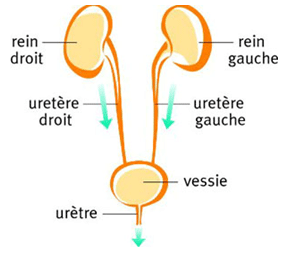 rein
droit
rein
gauche
uretère
droit
uretère
gauche
vessie
urètre